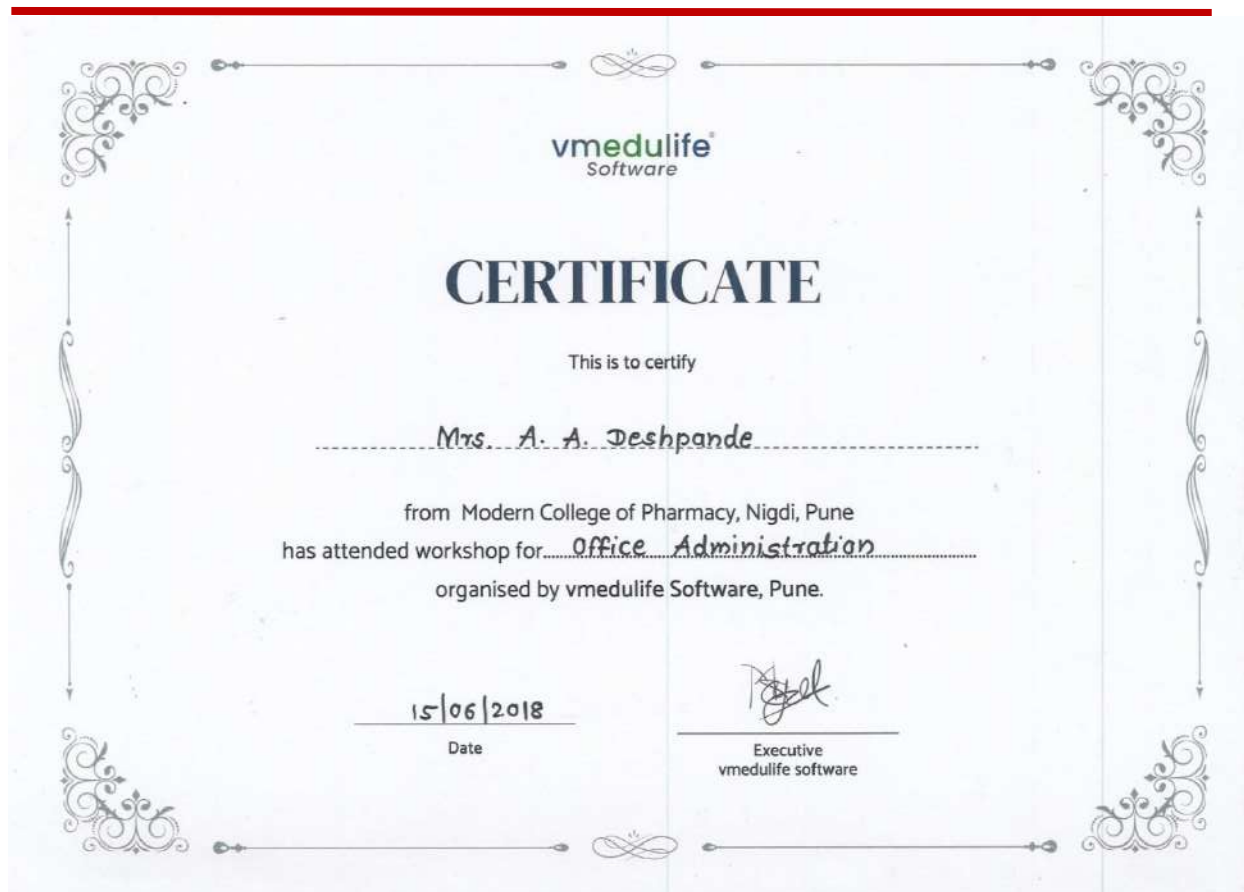 vmedulife®
Software
CERTIFICATE
This is to certify
Mrs. A. A. Deshpande
from Modern College of Pharmacy, Nigdi, Pune
has attended workshop for Office Administration
organised by vmedulife Software, Pune.
15/06/2018
Date
Executive
vmedulife software